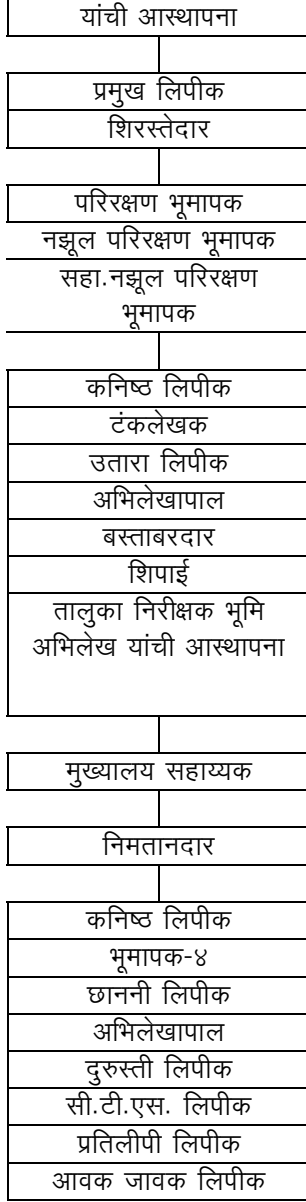 यांची आस्थापना
प्रमुख लिपीक
शिरस्तेदार
परिरक्षण भूमापक
नझूल परिरक्षण भूमापक
सहा.नझूल परिरक्षण
भूमापक
कनिष्ठ लिपीक
टंकलेखक
उतारा लिपीक
अभिलेखापाल
बस्ताबरदार
शिपाई
तालुका निरीक्षक भूमि
अभिलेख यांची आस्थापना
मुख्यालय सहाय्यक
निमतानदार
कनिष्ठ लिपीक
भूमापक-४
छाननी लिपीक
अभिलेखापाल
दुरुस्ती लिपीक
सी.टी.एस. लिपीक
प्रतिलीपी लिपीक
आवक जावक लिपीक